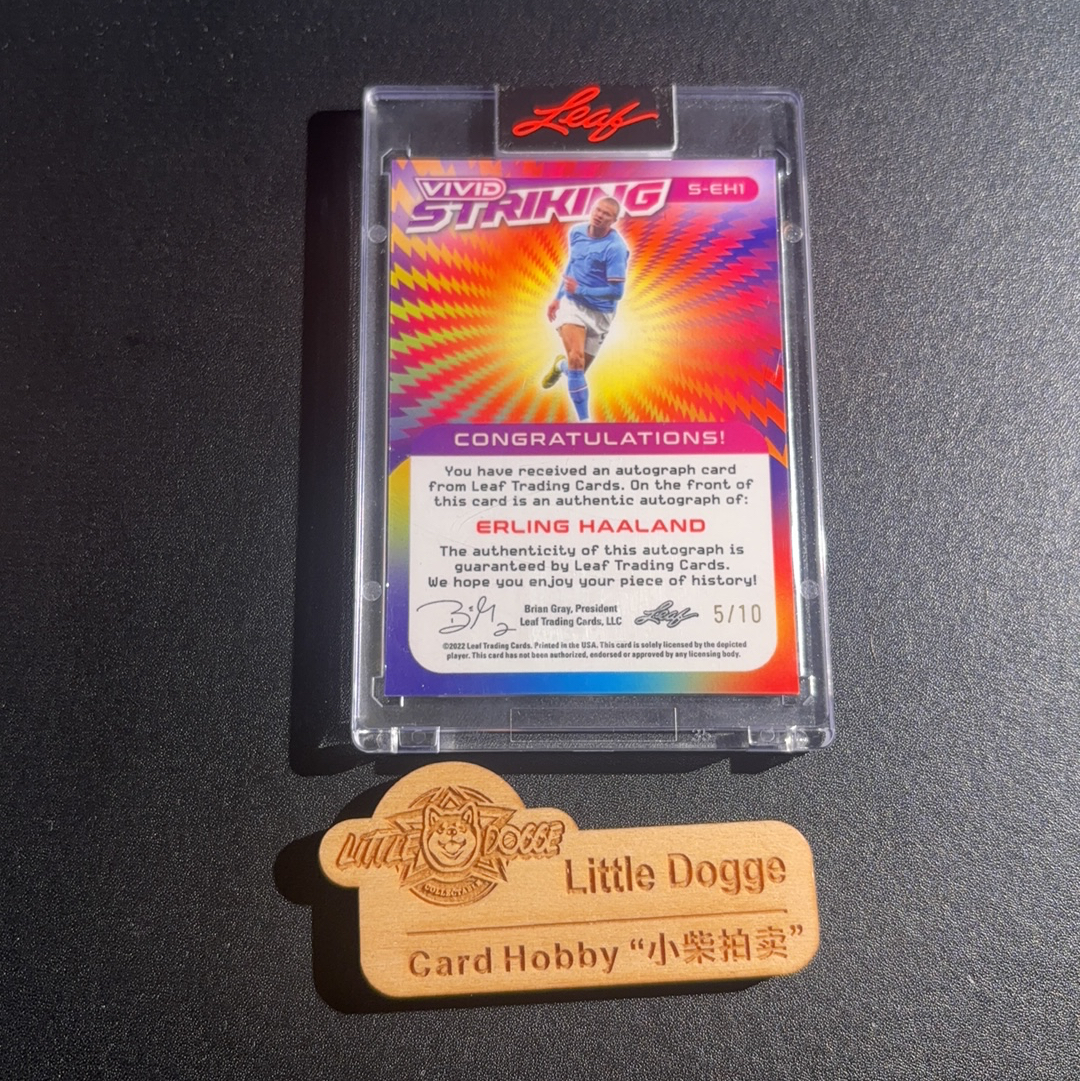 Leaf
VIVID
STRIKING
S-EH1
CONGRATULATIONS!
You have received an autograph card
from Leaf Trading Cards. On the front of
this card is an authentic autograph of:
ERLING HAALAND
The authenticity of this autograph is
guaranteed by Leaf Trading Cards.
We hope you enjoy your piece of history!
Brian Gray, President
Leaf Trading Cards, LLC
Leaf
5/10
©2022 Leaf Trading Cards. Printed in the USA. This card is solely licensed by the depicted
player. This card has not been authorized, endorsed or approved by any licensing body.
LITTLE DOGGE
COLLECTABLE
Little Dogge
Card Hobby “小柴拍卖”